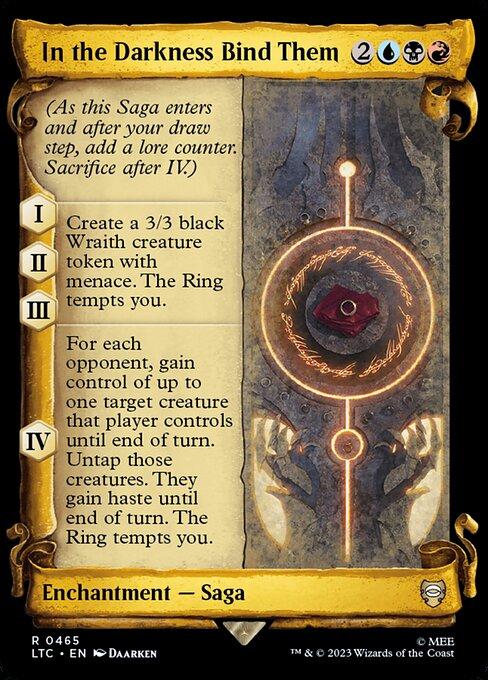 In the Darkness Bind Them 2
(As this Saga enters
and after your draw
step, add a lore counter.
Sacrifice after IV.)
I
II
III
Create a 3/3 black
Wraith creature
token with
menace. The Ring
tempts you.
IV
For each
opponent, gain
control of up to
one target creature
that player controls
until end of turn.
Untap those
creatures. They
gain haste until
end of turn. The
Ring tempts you.
Enchantment — Saga
R 0465
LTC • EN Daarken
© MEE
™ & © 2023 Wizards of the Coast